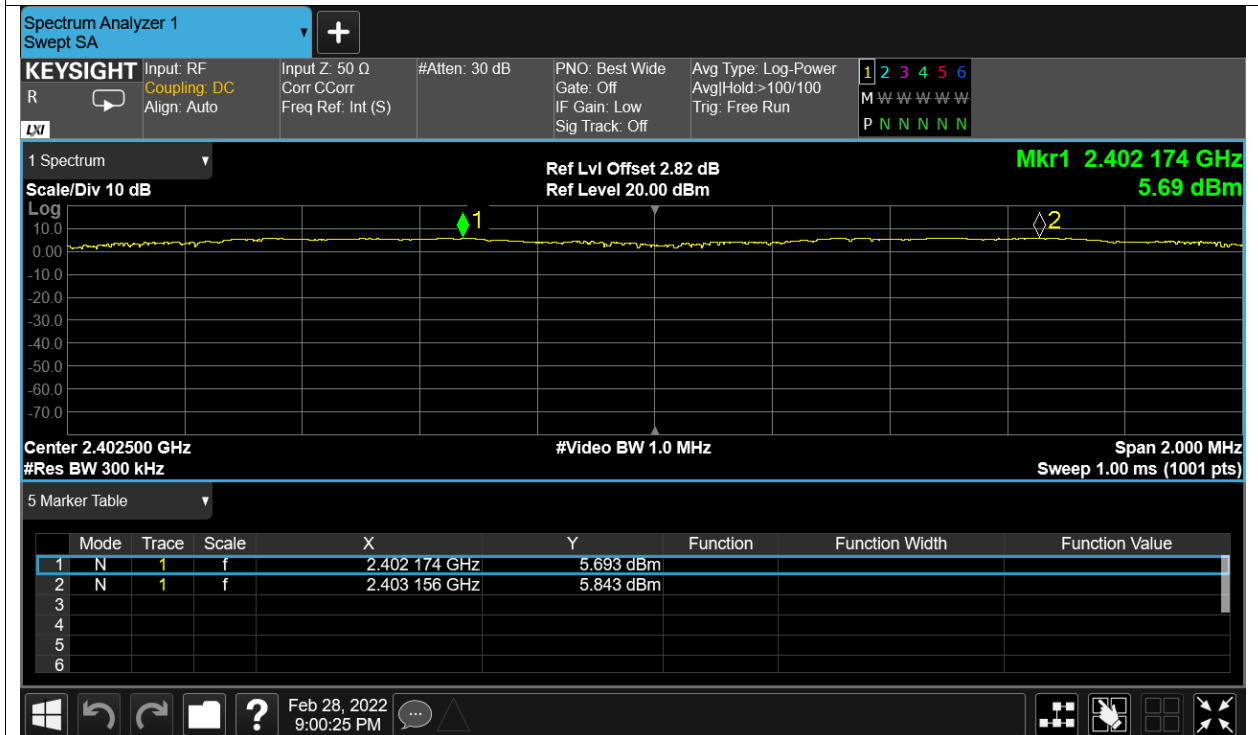 Spectrum Analyzer 1
Swept SA
+
KEYSIGHT Input: RF Input Z: 50 Ω #Atten: 30 dB PNO: Best Wide Avg Type: Log-Power 1 2 3 4 5 6
R Coupling: DC Corr CCorr Gate: Off Avg|Hold:>100/100 M W W W W W
Align: Auto Freq Ref: Int (S) IF Gain: Low Trig: Free Run P N N N N N
LXI Sig Track: Off
1 Spectrum Ref Lvl Offset 2.82 dB Mkr1 2.402 174 GHz
Scale/Div 10 dB Ref Level 20.00 dBm 5.69 dBm
Log
1 2
10.0
0.00
-10.0
-20.0
-30.0
-40.0
-50.0
-60.0
-70.0
Center 2.402500 GHz #Video BW 1.0 MHz Span 2.000 MHz
#Res BW 300 kHz Sweep 1.00 ms (1001 pts)
5 Marker Table
Mode Trace Scale X Y Function Function Width Function Value
1 N 1 f 2.402 174 GHz 5.693 dBm
2 N 1 f 2.403 156 GHz 5.843 dBm
3
4
5
6
? Feb 28, 2022
9:00:25 PM